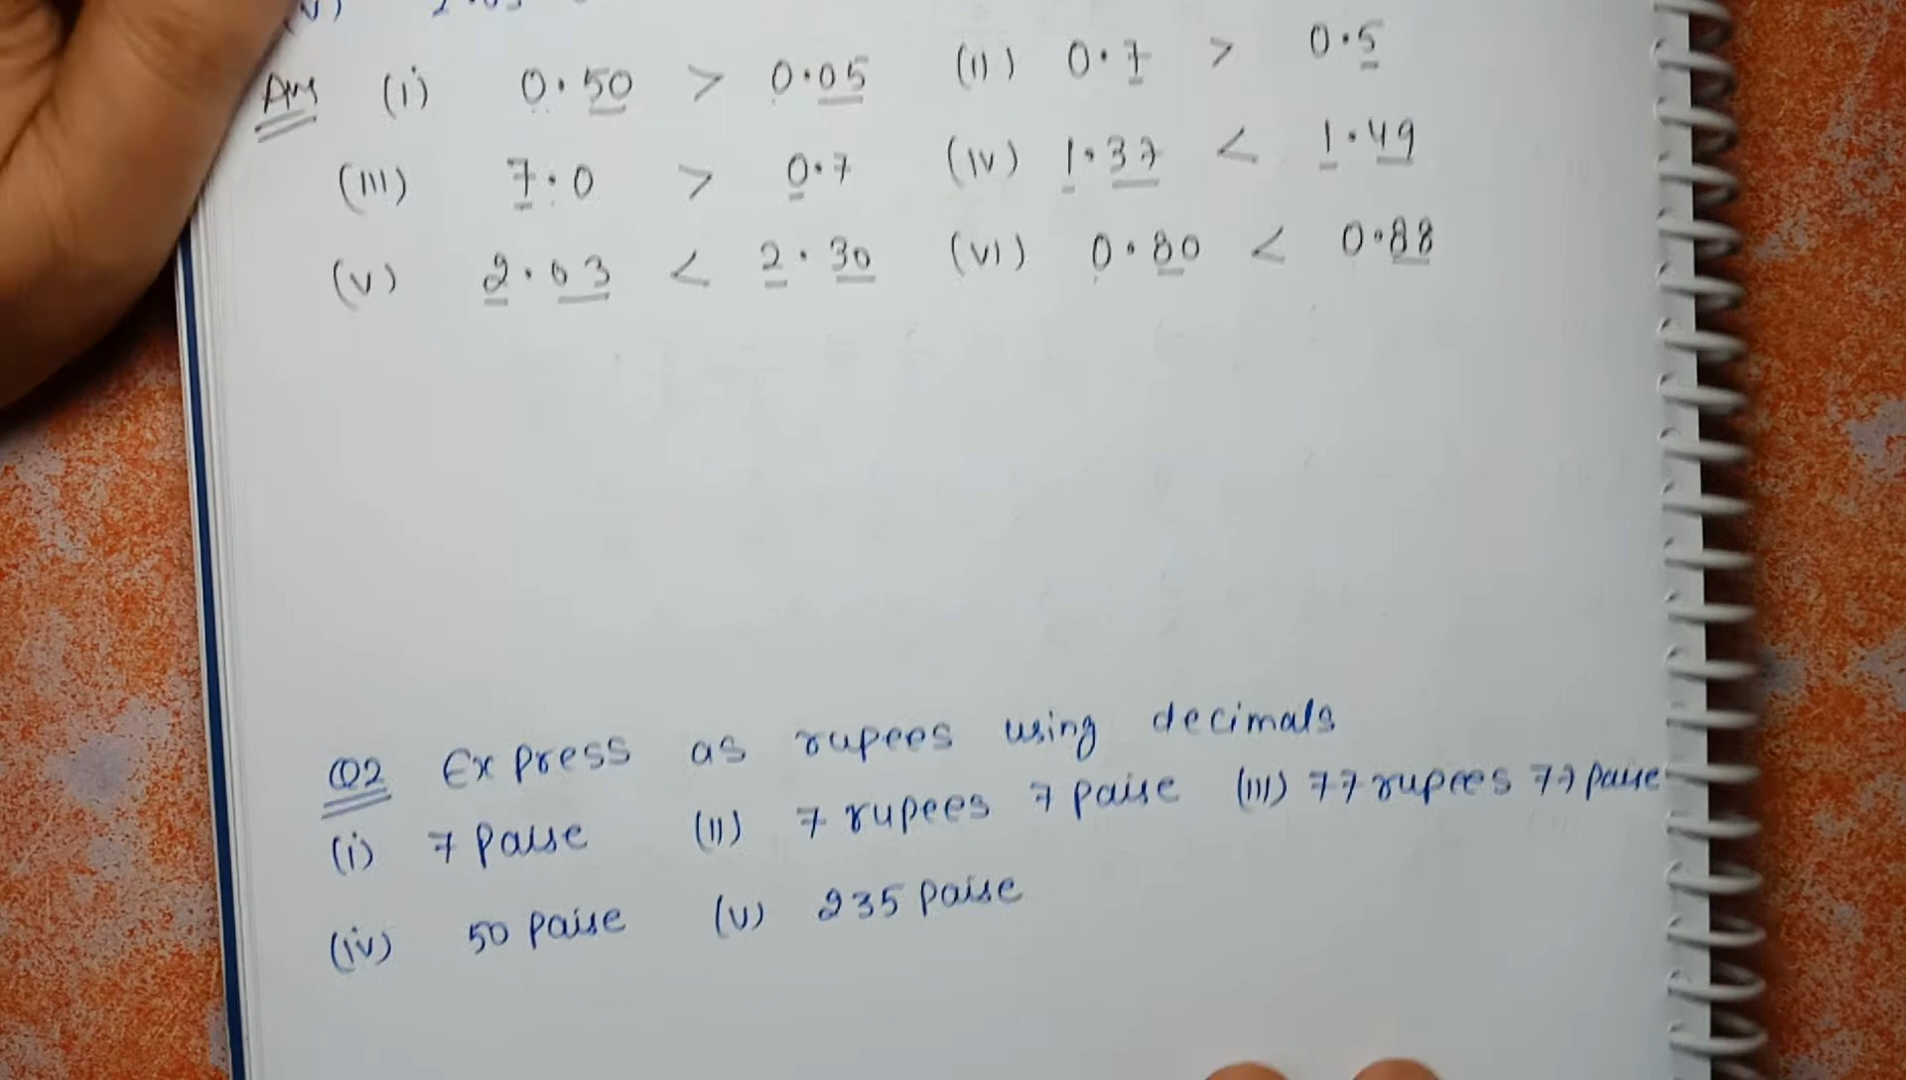 Ans (i) 0.50 > 0.05 (ii) 0.7 > 0.5
(iii) 7.0 > 0.7 (iv) 1.37 < 1.49
(v) 2.03 < 2.30 (vi) 0.80 < 0.88
Q2 Express as rupees using decimals
(i) 7 Paise (ii) 7 rupees 7 paise (iii) 77 rupees 77 paise
(iv) 50 paise (v) 235 paise